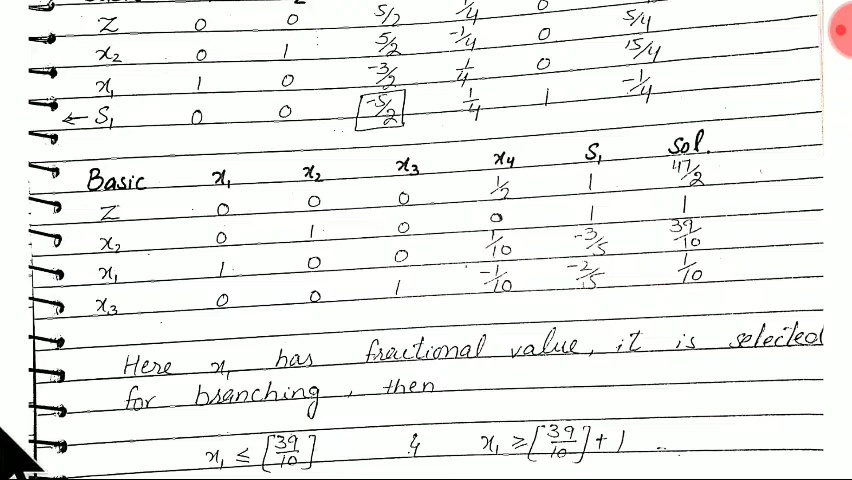 Z 0 0 5/2 1/4 0 5/4
x₂ 0 1 5/2 -1/4 0 15/4
x₁ 1 0 -3/2 1/4 0 -1/4
← S₁ 0 0 -5/2 1/4 1
Basic x₁ x₂ x₃ x₄ S₁ Sol.
Z 0 0 0 1/2 1 47/2
x₂ 0 1 0 0 1 1
x₁ 1 0 0 1/10 -3/5 39/10
x₃ 0 0 1 -1/10 -2/5 1/10
Here x₁ has fractional value, it is selected
for branching, then
x₁ ≤ [39/10] & x₁ ≥ [39/10] + 1